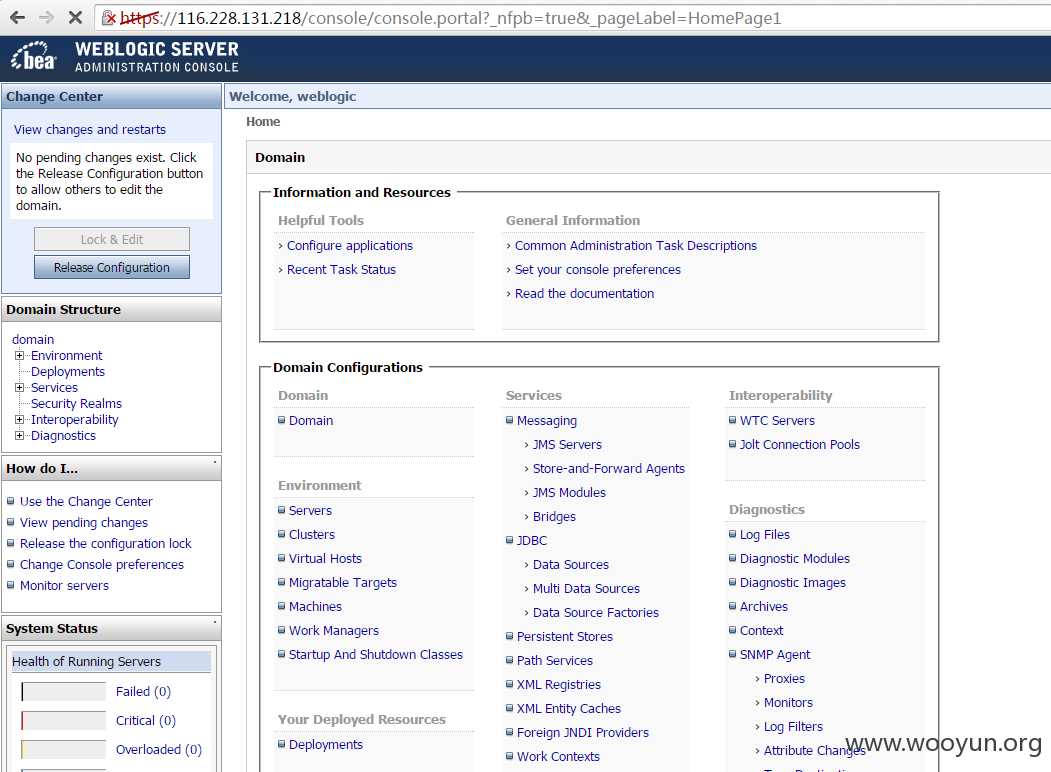 https://116.228.131.218/console/console.portal?_nfpb=true&_pageLabel=HomePage1
bea
WEBLOGIC SERVER
ADMINISTRATION CONSOLE
Change Center
View changes and restarts
No pending changes exist. Click
the Release Configuration button
to allow others to edit the
domain.
Lock & Edit
Release Configuration
Domain Structure
domain
Environment
Deployments
Services
Security Realms
Interoperability
Diagnostics
How do I...
Use the Change Center
View pending changes
Release the configuration lock
Change Console preferences
Monitor servers
System Status
Health of Running Servers
Failed (0)
Critical (0)
Overloaded (0)
Welcome, weblogic
Home
Domain
Information and Resources
Helpful Tools
› Configure applications
› Recent Task Status
General Information
› Common Administration Task Descriptions
› Set your console preferences
› Read the documentation
Domain Configurations
Domain
Domain
Environment
Servers
Clusters
Virtual Hosts
Migratable Targets
Machines
Work Managers
Startup And Shutdown Classes
Your Deployed Resources
Deployments
Services
Messaging
› JMS Servers
› Store-and-Forward Agents
› JMS Modules
› Bridges
JDBC
› Data Sources
› Multi Data Sources
› Data Source Factories
Persistent Stores
Path Services
XML Registries
XML Entity Caches
Foreign JNDI Providers
Work Contexts
Interoperability
WTC Servers
Jolt Connection Pools
Diagnostics
Log Files
Diagnostic Modules
Diagnostic Images
Archives
Context
SNMP Agent
› Proxies
› Monitors
› Log Filters
› Attribute Changes
www.wooyun.org